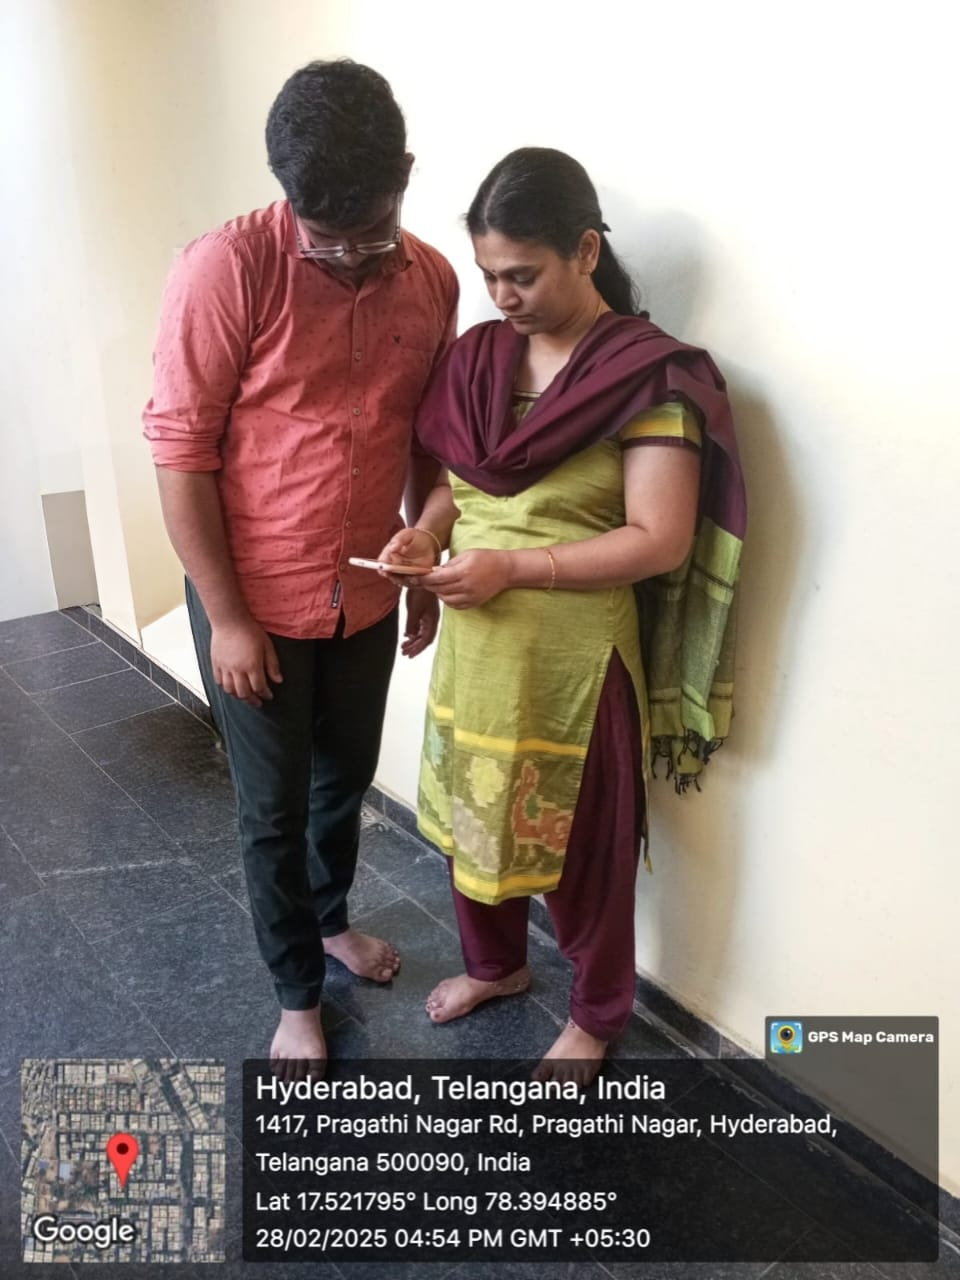 GPS Map Camera
Hyderabad, Telangana, India
1417, Pragathi Nagar Rd, Pragathi Nagar, Hyderabad,
Telangana 500090, India
Lat 17.521795° Long 78.394885°
28/02/2025 04:54 PM GMT +05:30
Google